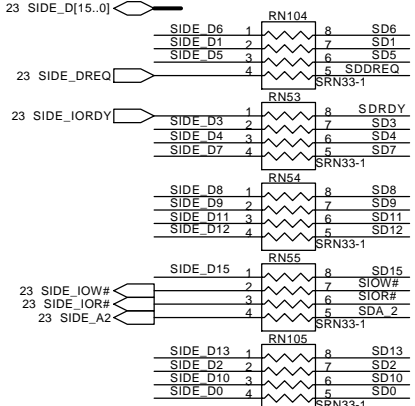 23 SIDE_D[15..0]
RN104
SIDE_D6 1 8 SD6
SIDE_D1 2 7 SD1
SIDE_D5 3 6 SD5
23 SIDE_DREQ 4 5 SDDREQ
SRN33-1
RN53
23 SIDE_IORDY 1 8 SDRDY
SIDE_D3 2 7 SD3
SIDE_D4 3 6 SD4
SIDE_D7 4 5 SD7
SRN33-1
RN54
SIDE_D8 1 8 SD8
SIDE_D9 2 7 SD9
SIDE_D11 3 6 SD11
SIDE_D12 4 5 SD12
SRN33-1
RN55
SIDE_D15 1 8 SD15
23 SIDE_IOW# 2 7 SIOW#
23 SIDE_IOR# 3 6 SIOR#
23 SIDE_A2 4 5 SDA_2
SRN33-1
RN105
SIDE_D13 1 8 SD13
SIDE_D2 2 7 SD2
SIDE_D10 3 6 SD10
SIDE_D0 4 5 SD0
SRN33-1